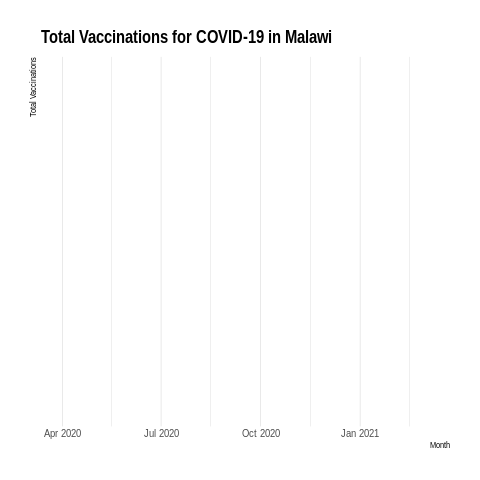 Total Vaccinations for COVID-19 in Malawi
Total Vaccinations
Apr 2020
Jul 2020
Oct 2020
Jan 2021
Month